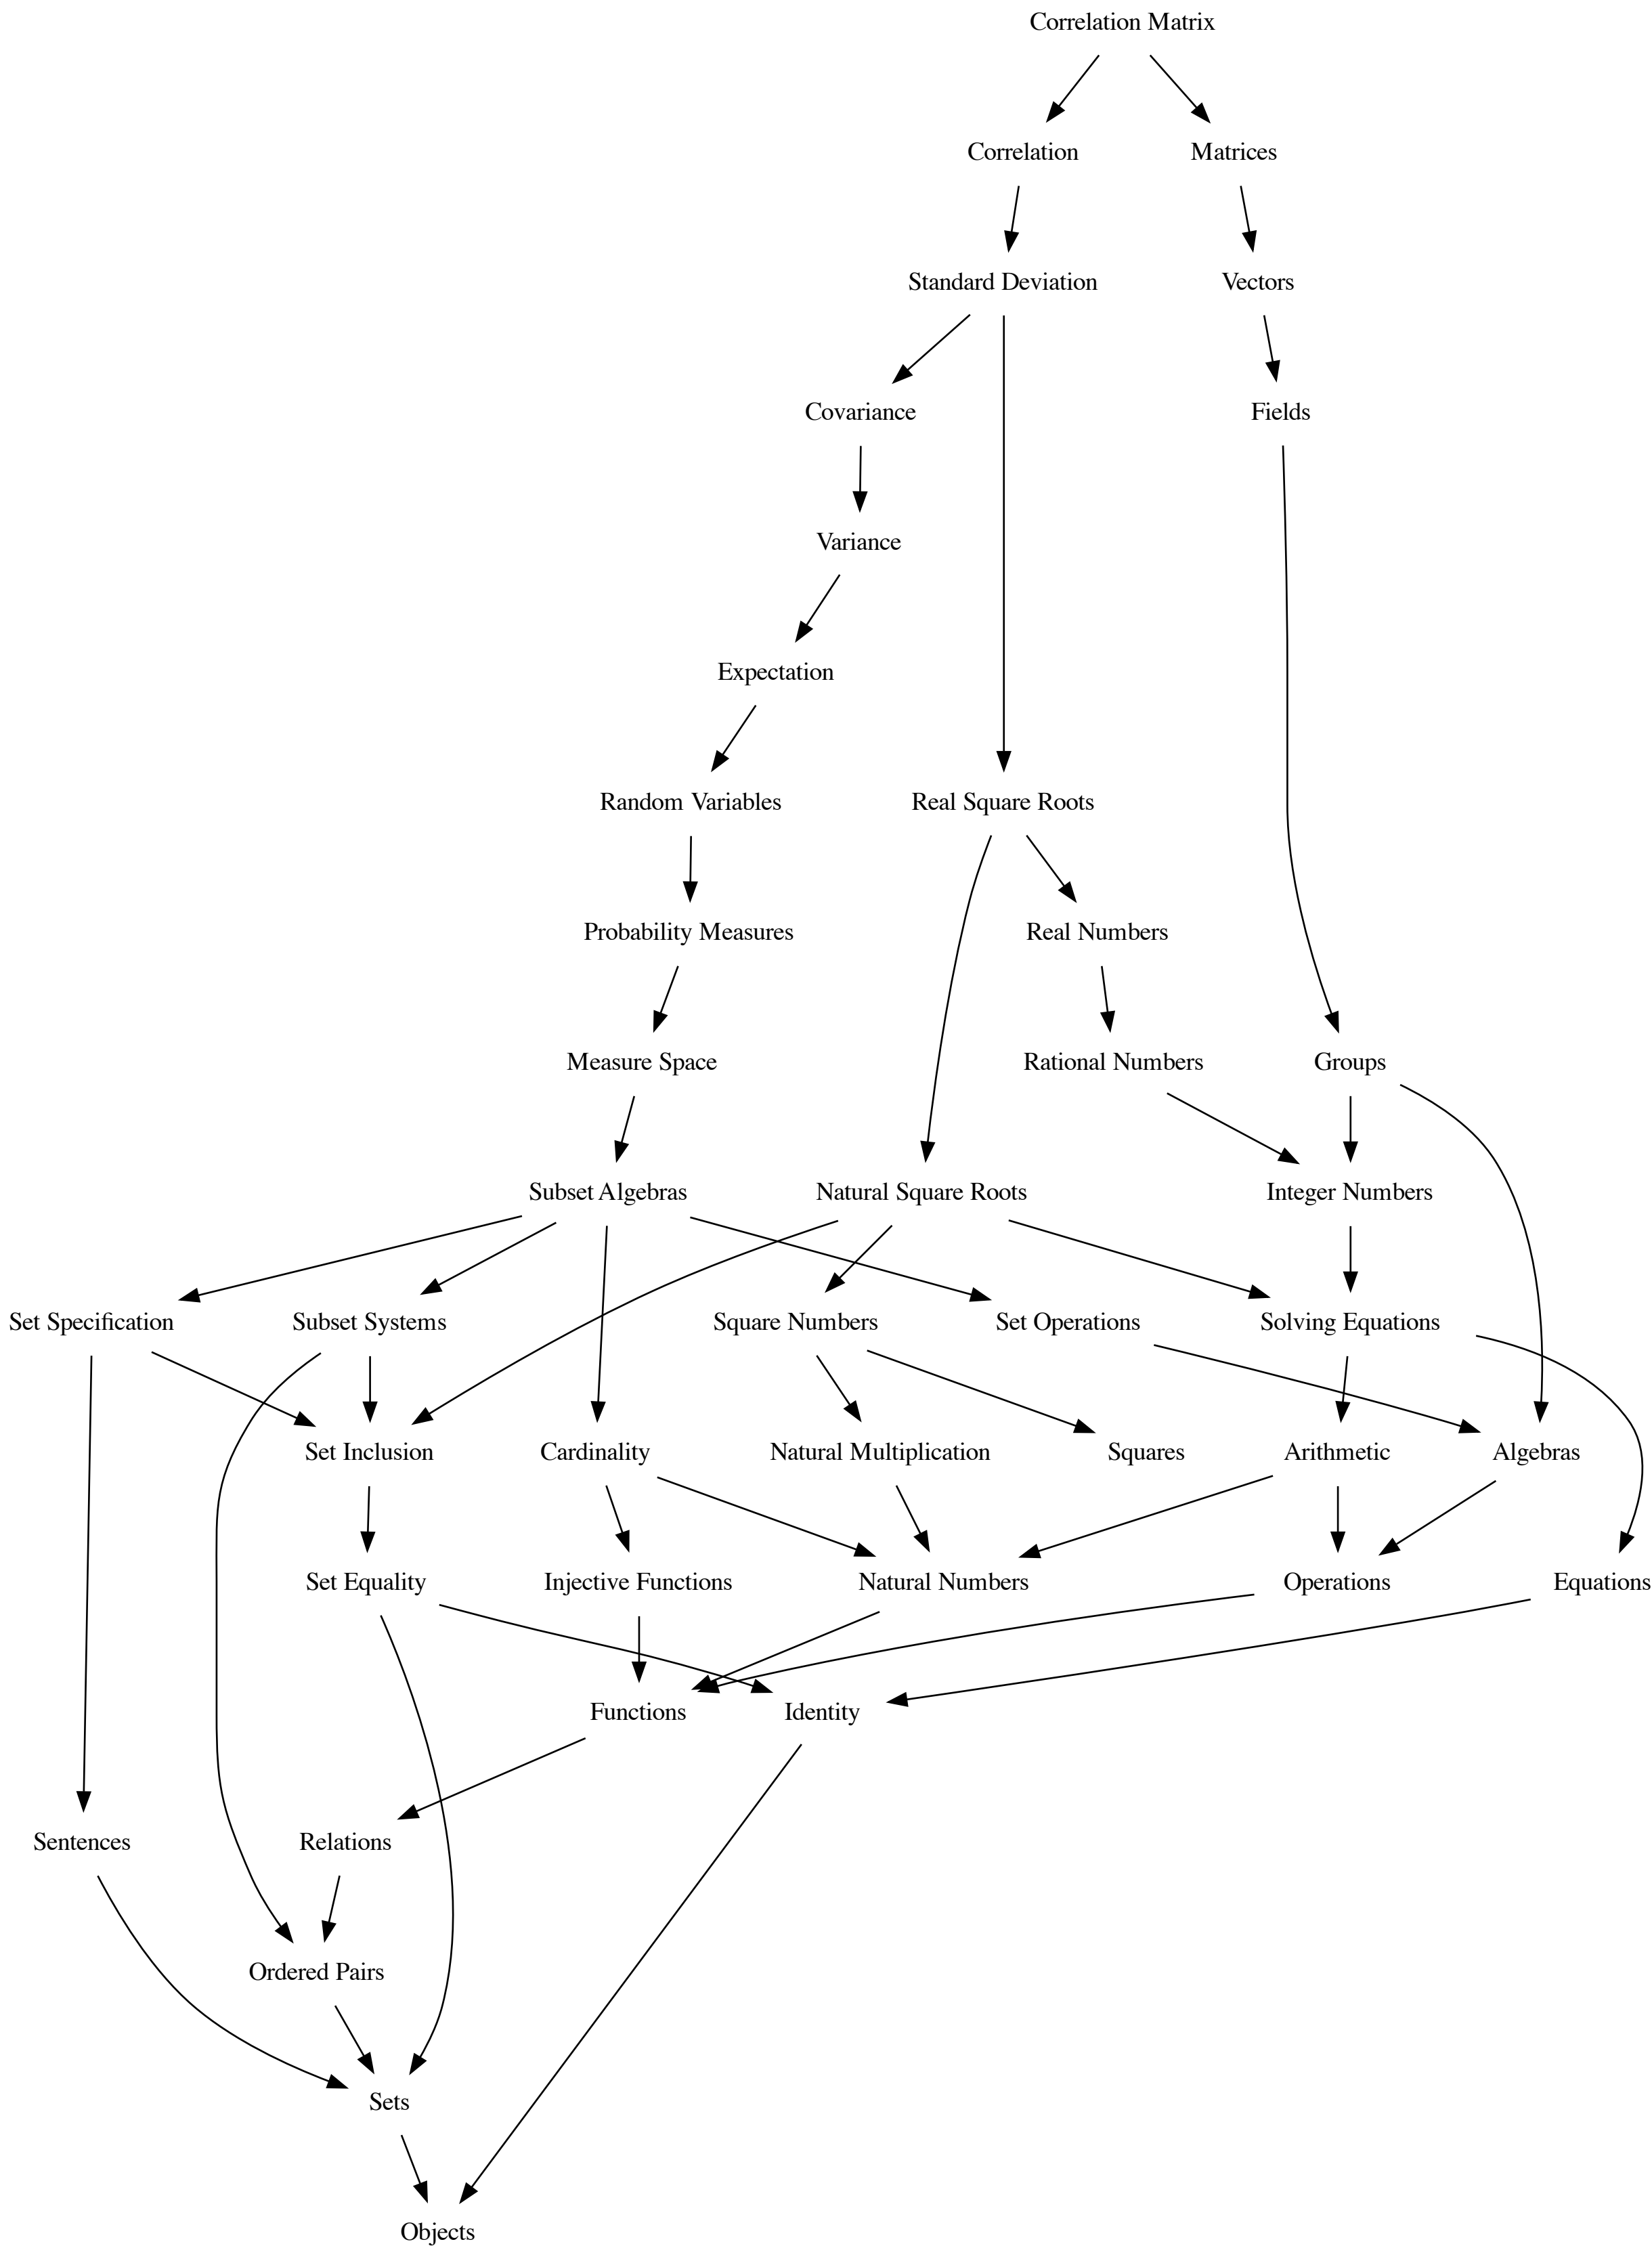 Correlation Matrix
Correlation
Matrices
Standard Deviation
Vectors
Covariance
Fields
Variance
Expectation
Random Variables
Real Square Roots
Probability Measures
Real Numbers
Measure Space
Rational Numbers
Groups
Subset Algebras
Natural Square Roots
Integer Numbers
Set Specification
Subset Systems
Square Numbers
Set Operations
Solving Equations
Set Inclusion
Cardinality
Natural Multiplication
Squares
Arithmetic
Algebras
Set Equality
Injective Functions
Natural Numbers
Operations
Equations
Functions
Identity
Sentences
Relations
Ordered Pairs
Sets
Objects